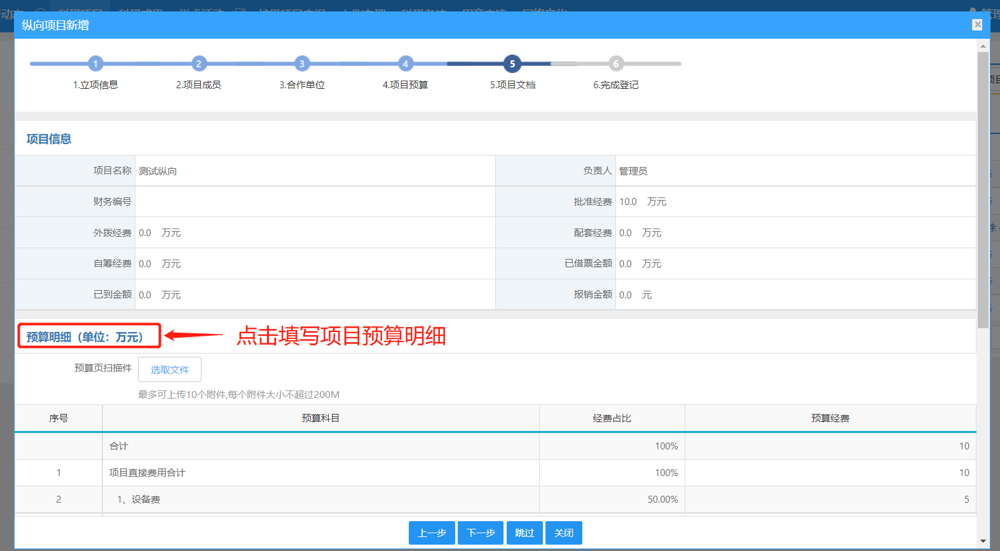 纵向项目新增
1 2 3 4 5 6
1.立项信息 2.项目成员 3.合作单位 4.项目预算 5.项目文档 6.完成登记
项目信息
项目名称 测试纵向 负责人 管理员
财务编号 批准经费 10.0 万元
外拨经费 0.0 万元 配套经费 0.0 万元
自筹经费 0.0 万元 已借票金额 0.0 万元
已到金额 0.0 万元 报销金额 0.0 元
预算明细（单位：万元） 点击填写项目预算明细
预算页扫描件 选取文件
最多可上传10个附件,每个附件大小不超过200M
序号 预算科目 经费占比 预算经费
合计 100% 10
1 项目直接费用合计 100% 10
2 1、设备费 50.00% 5
上一步 下一步 跳过 关闭